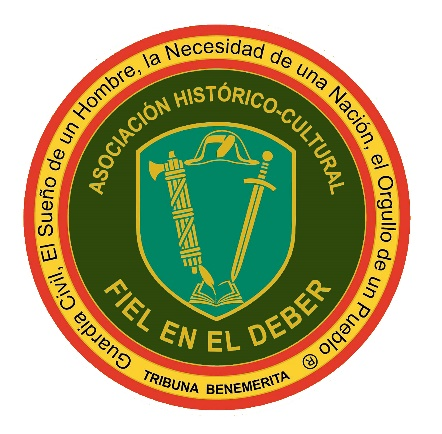 Guardia Civil, El Sueño de un Hombre, la Necesidad de una Nación, el Orgullo de un Pueblo ®
ASOCIACIÓN HISTÓRICO-CULTURAL
FIEL EN EL DEBER
TRIBUNA BENEMERITA